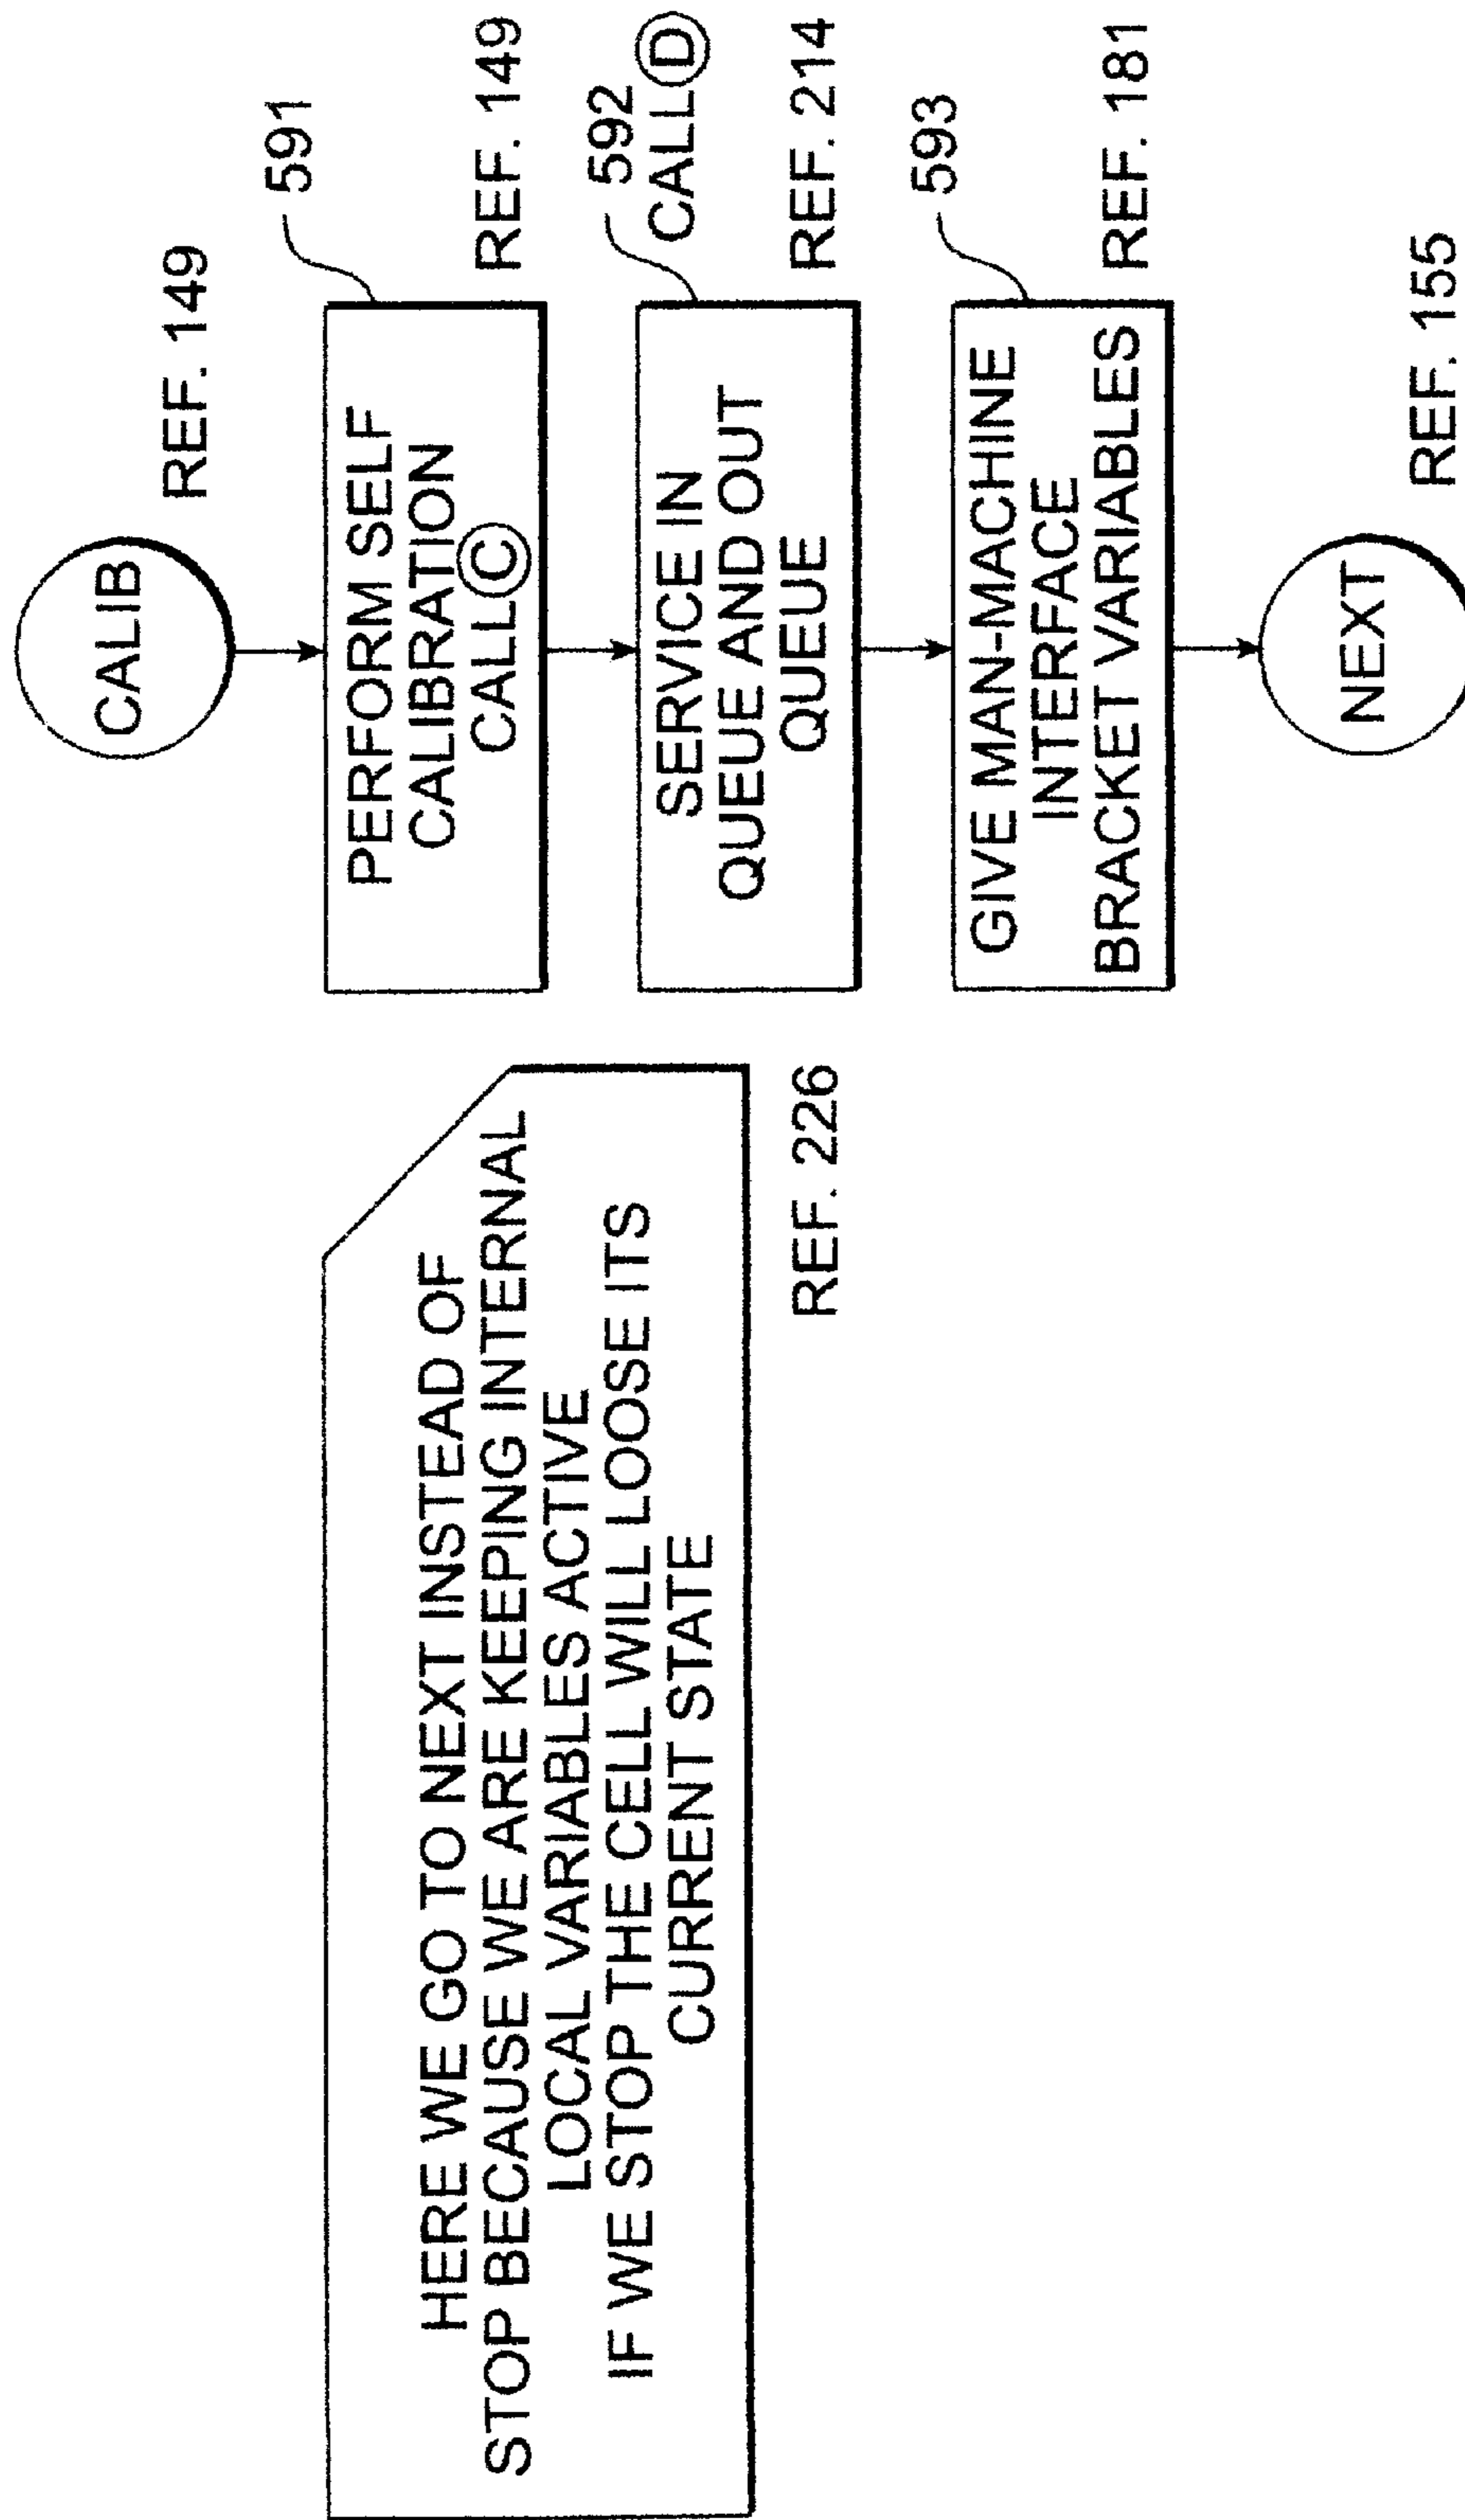 HERE WE GO TO NEXT INSTEAD OF
STOP BECAUSE WE ARE KEEPING INTERNAL
LOCAL VARIABLES ACTIVE
IF WE STOP THE CELL WILL LOOSE ITS
CURRENT STATE
REF. 226
CALIB
REF. 149
591
PERFORM SELF
CALIBRATION
CALL C
REF. 149
592
CALL D
SERVICE IN
QUEUE AND OUT
QUEUE
REF. 214
593
GIVE MAN-MACHINE
INTERFACE
BRACKET VARIABLES
REF. 181
NEXT
REF. 155